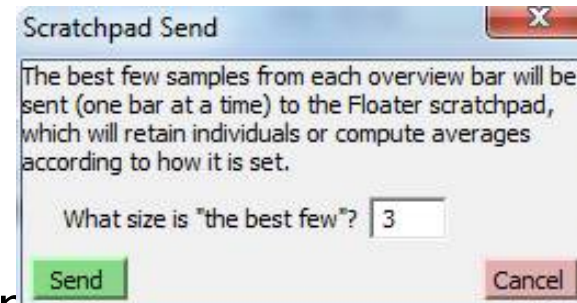 Scratchpad Send
The best few samples from each overview bar will be
sent (one bar at a time) to the Floater scratchpad,
which will retain individuals or compute averages
according to how it is set.
What size is "the best few"? 3
Send Cancel